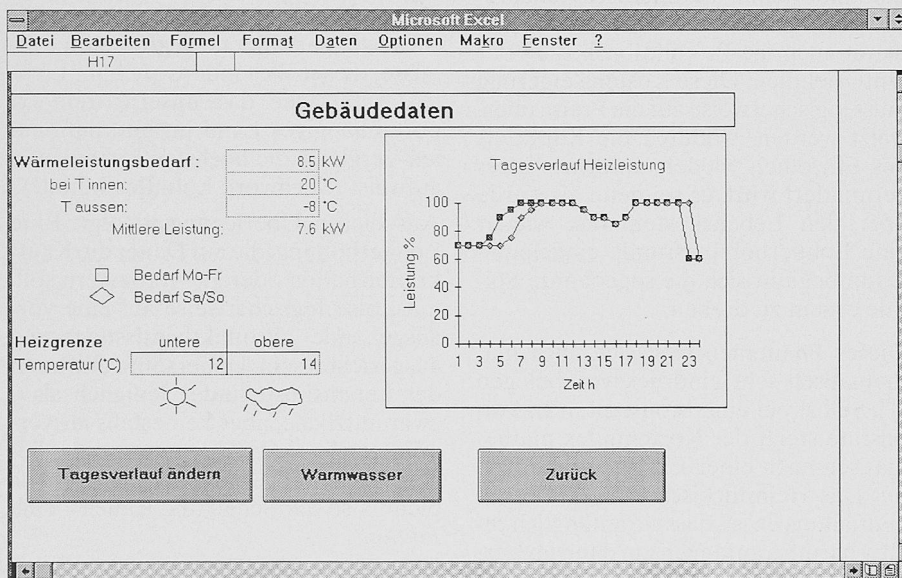 Microsoft Excel
Datei Bearbeiten Formel Format Daten Optionen Makro Fenster ?
H17
Gebäudedaten
Wärmeleistungsbedarf: 8.5 kW
bei T innen: 20 °C
T aussen: -8 °C
Mittlere Leistung: 7.6 kW
Bedarf Mo-Fr
Bedarf Sa/So
Heizgrenze untere obere
Temperatur (°C) 12 14
Tagesverlauf Heizleistung
Leistung %
100
80
60
40
20
0
1 3 5 7 9 11 13 15 17 19 21 23
Zeit h
Tagesverlauf ändern Warmwasser Zurück